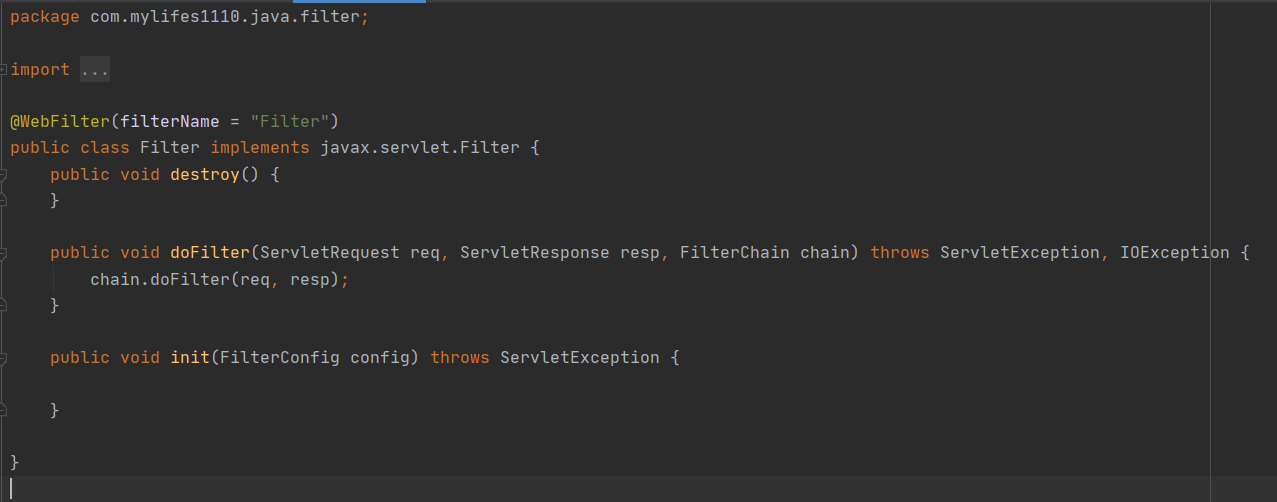 package com.mylifes1110.java.filter;
import ...
@WebFilter(filterName = "Filter")
public class Filter implements javax.servlet.Filter {
    public void destroy() {
    }
    public void doFilter(ServletRequest req, ServletResponse resp, FilterChain chain) throws ServletException, IOException {
        chain.doFilter(req, resp);
    }
    public void init(FilterConfig config) throws ServletException {
    }
}